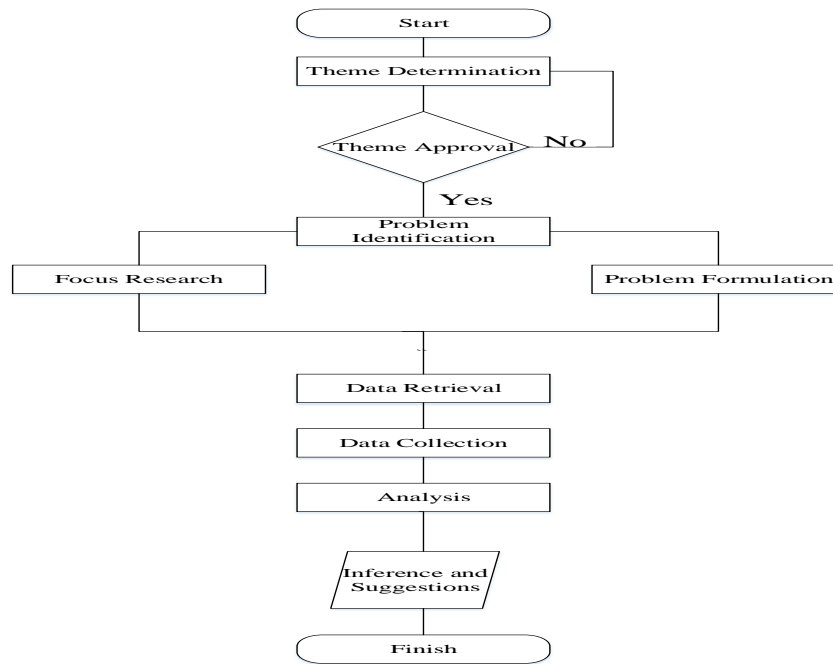 Start
Theme Determination
Theme Approval
No
Yes
Problem
Identification
Focus Research
Problem Formulation
Data Retrieval
Data Collection
Analysis
Inference and
Suggestions
Finish